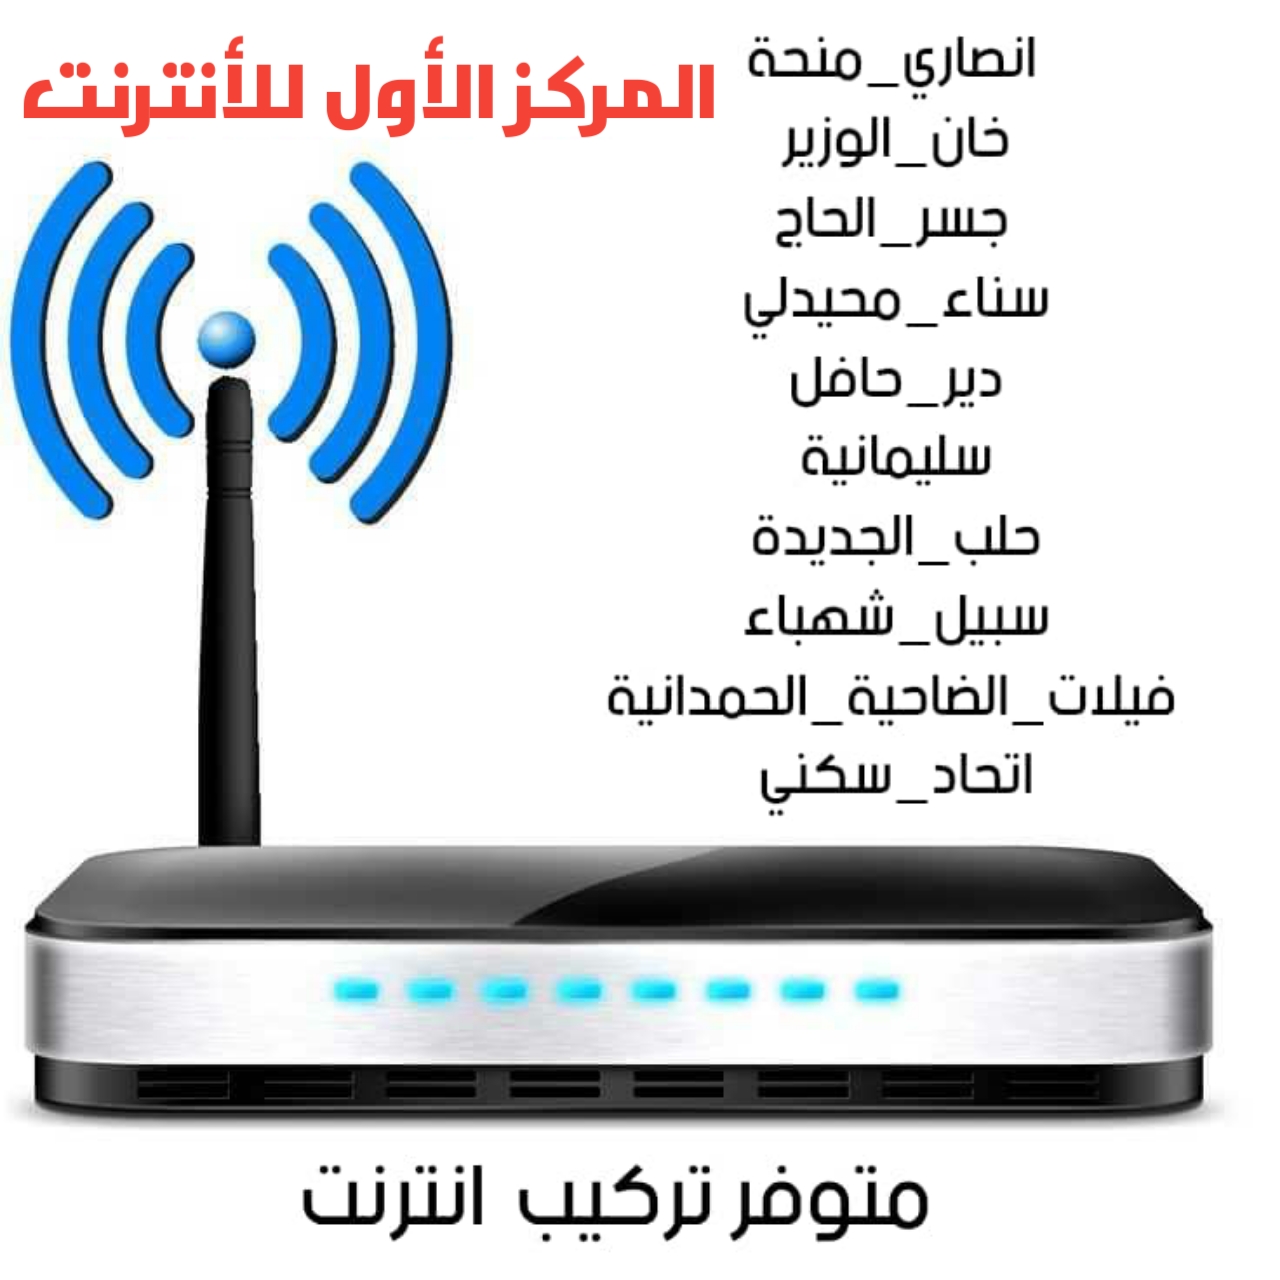 المركز الأول للأنترنت
انصاري_منحة
خان_الوزير
جسر_الحاج
سناء_محيدلي
دير_حافل
سليمانية
حلب_الجديدة
سبيل_شهباء
فيلات_الضاحية_الحمدانية
اتحاد_سكني
متوفر تركيب انترنت